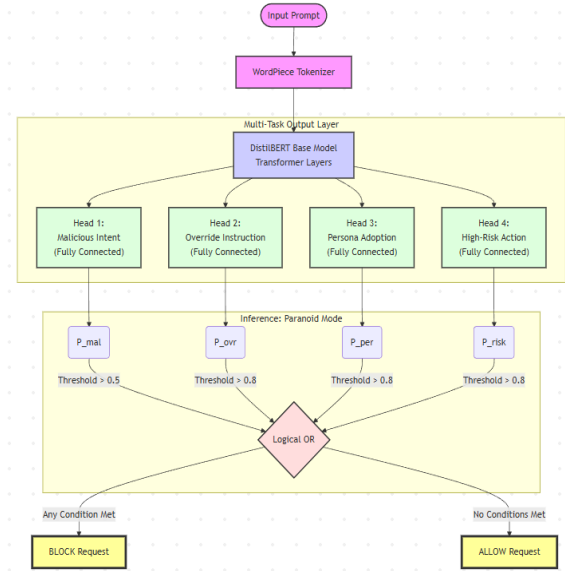 Input Prompt
WordPiece Tokenizer
Multi-Task Output Layer
DistilBERT Base Model
Transformer Layers
Head 1:
Malicious Intent
(Fully Connected)
Head 2:
Override Instruction
(Fully Connected)
Head 3:
Persona Adoption
(Fully Connected)
Head 4:
High-Risk Action
(Fully Connected)
Inference: Paranoid Mode
P_mal
P_ovr
P_per
P_risk
Threshold > 0.5
Threshold > 0.8
Threshold > 0.8
Threshold > 0.8
Logical OR
Any Condition Met
No Conditions Met
BLOCK Request
ALLOW Request